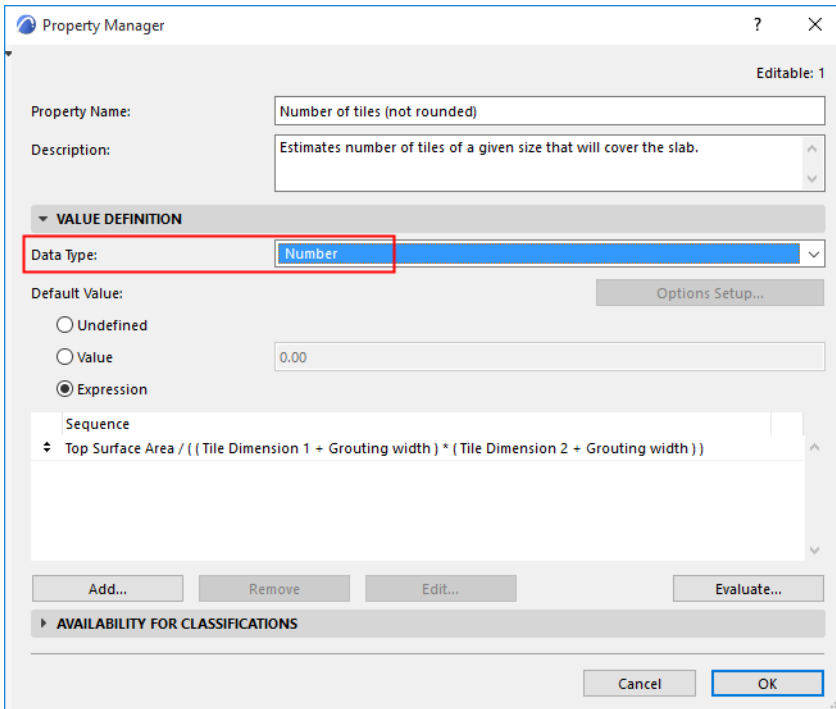 Property Manager
?
Editable: 1
Property Name:
Number of tiles (not rounded)
Description:
Estimates number of tiles of a given size that will cover the slab.
VALUE DEFINITION
Data Type:
Number
Default Value:
Options Setup...
Undefined
Value
0.00
Expression
Sequence
Top Surface Area / ( ( Tile Dimension 1 + Grouting width ) * ( Tile Dimension 2 + Grouting width ) )
Add...
Remove
Edit...
Evaluate...
AVAILABILITY FOR CLASSIFICATIONS
Cancel
OK